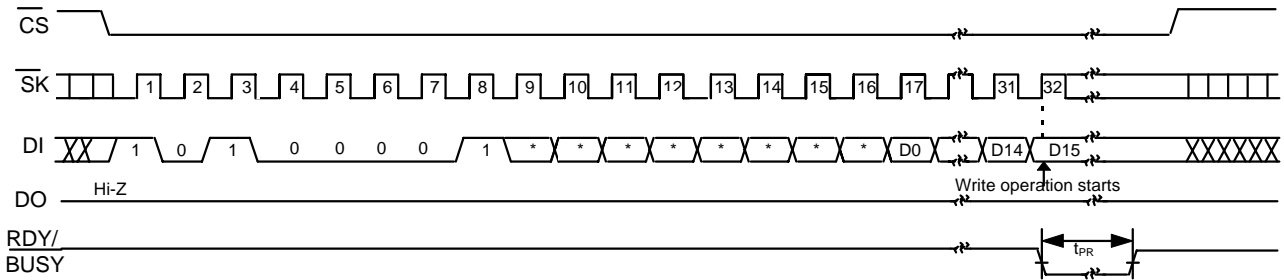 CS
SK 1 2 3 4 5 6 7 8 9 10 11 12 13 14 15 16 17 31 32
DI 1 0 1 0 0 0 0 1 * * * * * * * * D0 D14 D15
Hi-Z
Write operation starts
DO
RDY/
BUSY
tPR